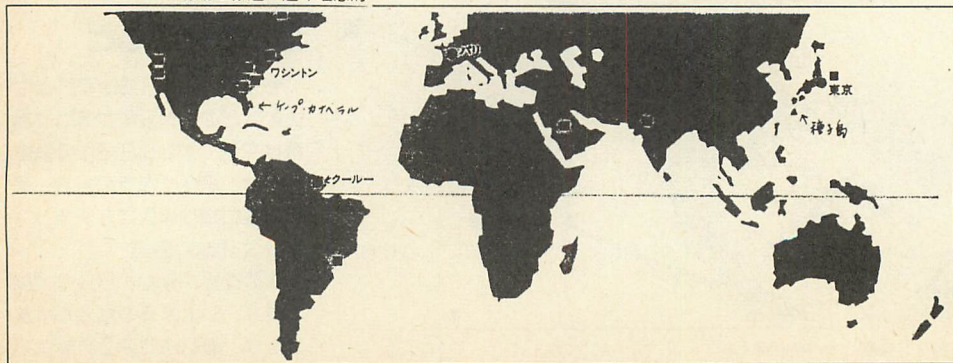 ワシントン
←ケープ・カナベラル
←クールー
パリ
東京
種子島